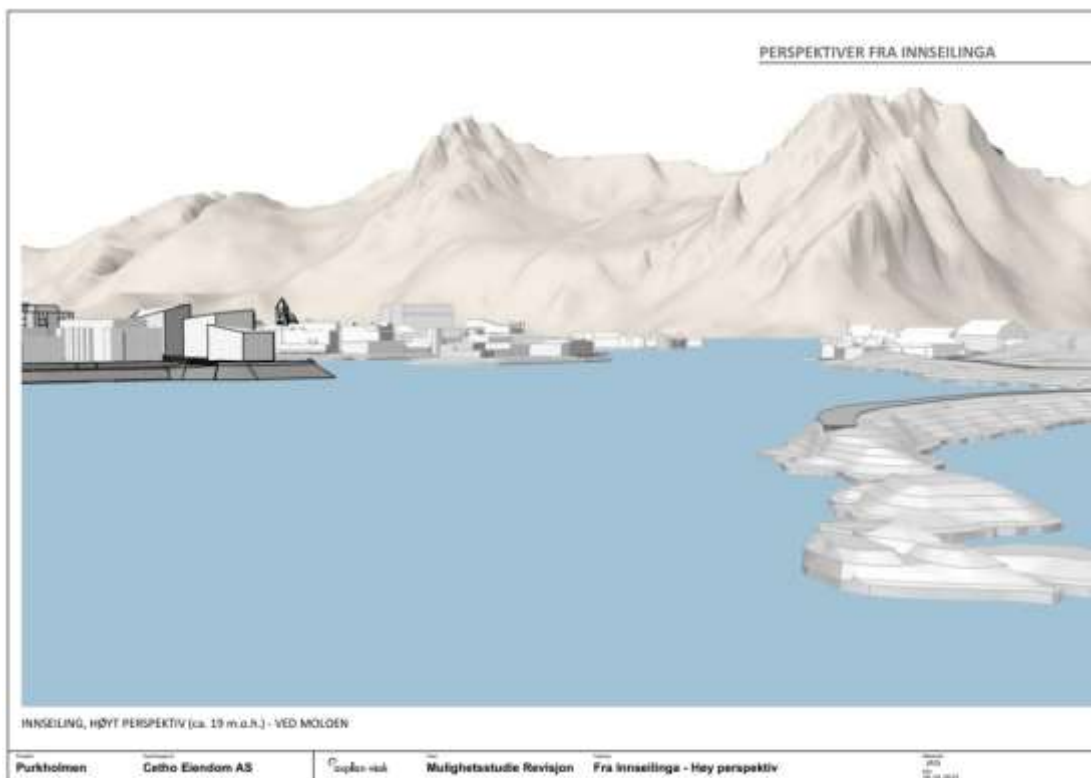 PERSPEKTIVER FRA INNSEILINGA
INNSEILING, HØYT PERSPEKTIV (ca. 19 m.o.h.) - VED MOLOEN
Purkholmen Cetho Eiendom AS Mulighetsstudie Revisjon Fra Innseilinga - Høy perspektiv